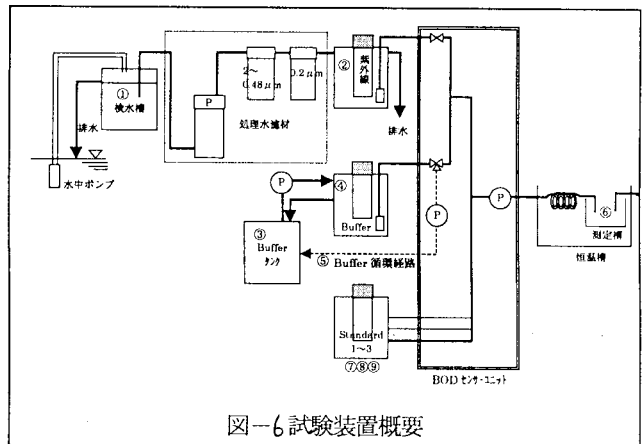 ①
検水槽
排水
水中ポンプ
P
2～
0.48μm
0.2μm
処理水濾材
②
紫外線
排水
P
④
Buffer
③
Buffer
タンク
P
⑤ Buffer 循環経路
P
⑥
測定槽
恒温槽
Standard
1～3
⑦⑧⑨
BODセンサーユニット
図－6試験装置概要